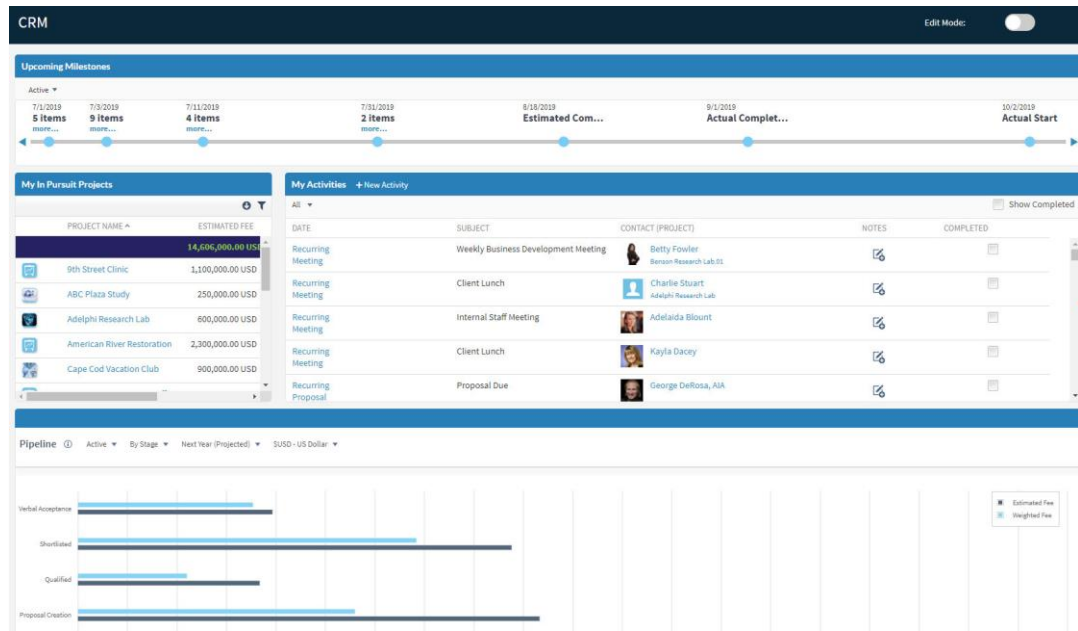 CRM
Edit Mode:
Upcoming Milestones
Active
7/1/2019 7/3/2019 7/11/2019 7/31/2019 8/18/2019 9/1/2019 10/2/2019
5 items 9 items 4 items 2 items Estimated Com... Actual Complet... Actual Start
more... more... more... more...
My In Pursuit Projects
PROJECT NAME ESTIMATED FEE
14,606,000.00 USD
9th Street Clinic 1,100,000.00 USD
ABC Plaza Study 250,000.00 USD
Adelphi Research Lab 600,000.00 USD
American River Restoration 2,300,000.00 USD
Cape Cod Vacation Club 900,000.00 USD
My Activities + New Activity
All Show Completed
DATE SUBJECT CONTACT (PROJECT) NOTES COMPLETED
Recurring Meeting Weekly Business Development Meeting Betty Fowler
Benson Research Lab.01
Recurring Meeting Client Lunch Charlie Stuart
Adelphi Research Lab
Recurring Meeting Internal Staff Meeting Adelaida Blount
Recurring Meeting Client Lunch Kayla Dacey
Recurring Proposal Proposal Due George DeRosa, AIA
Pipeline Active By Stage Next Year (Projected) SUSD - US Dollar
Estimated Fee
Weighted Fee
Verbal Acceptance
Shortlisted
Qualified
Proposal Creation